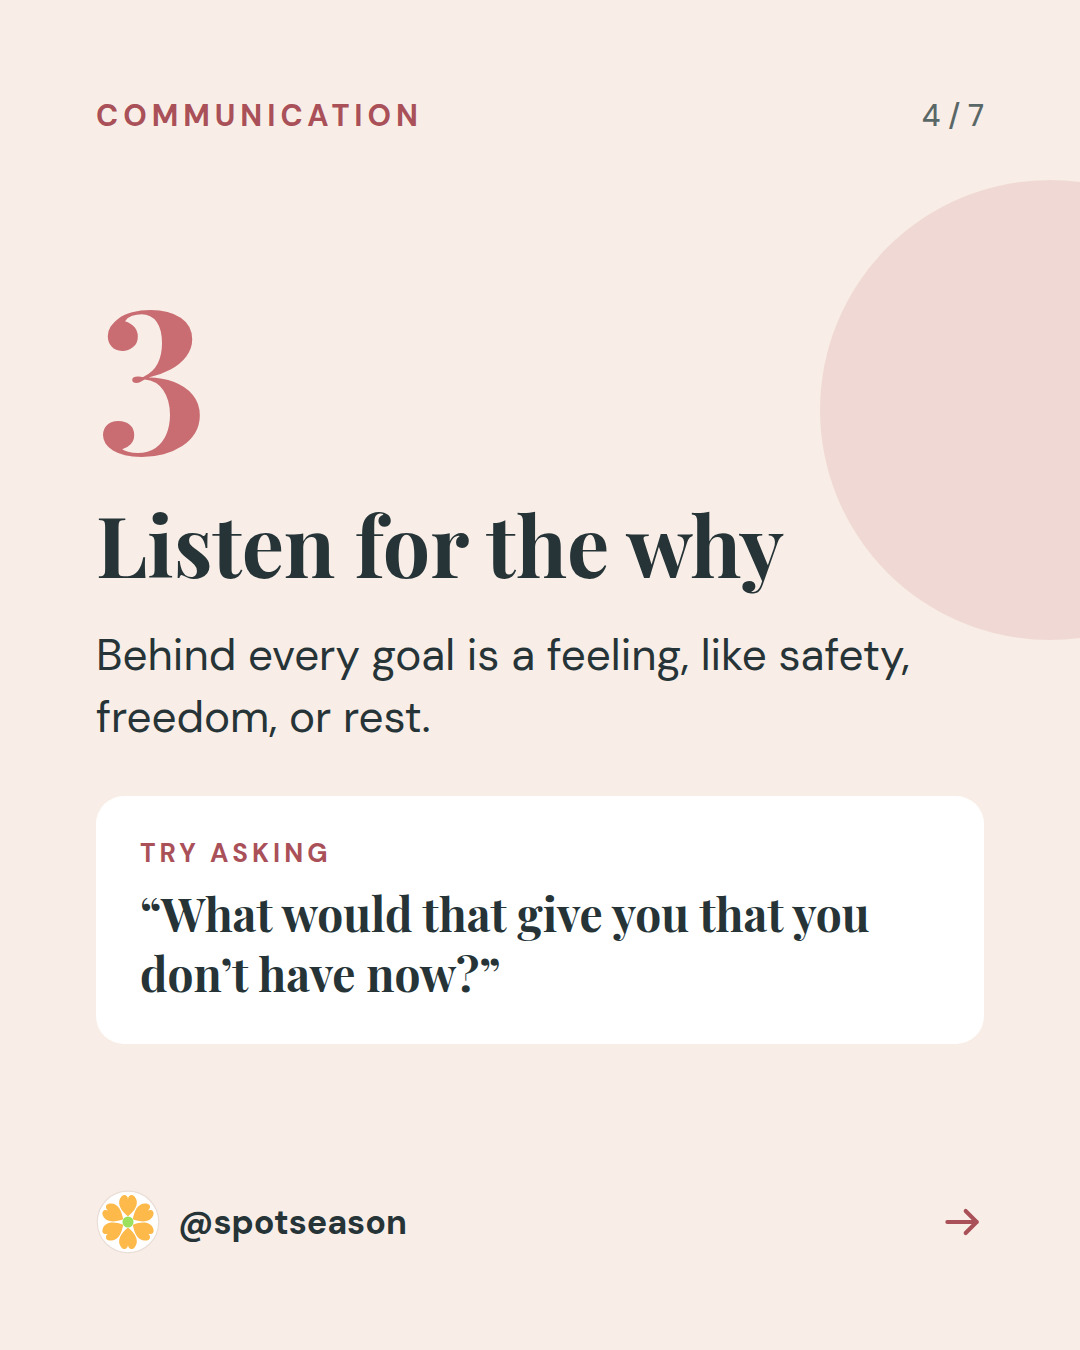 COMMUNICATION
4 / 7
3
Listen for the why
Behind every goal is a feeling, like safety,
freedom, or rest.
TRY ASKING
“What would that give you that you
don’t have now?”
@spotseason